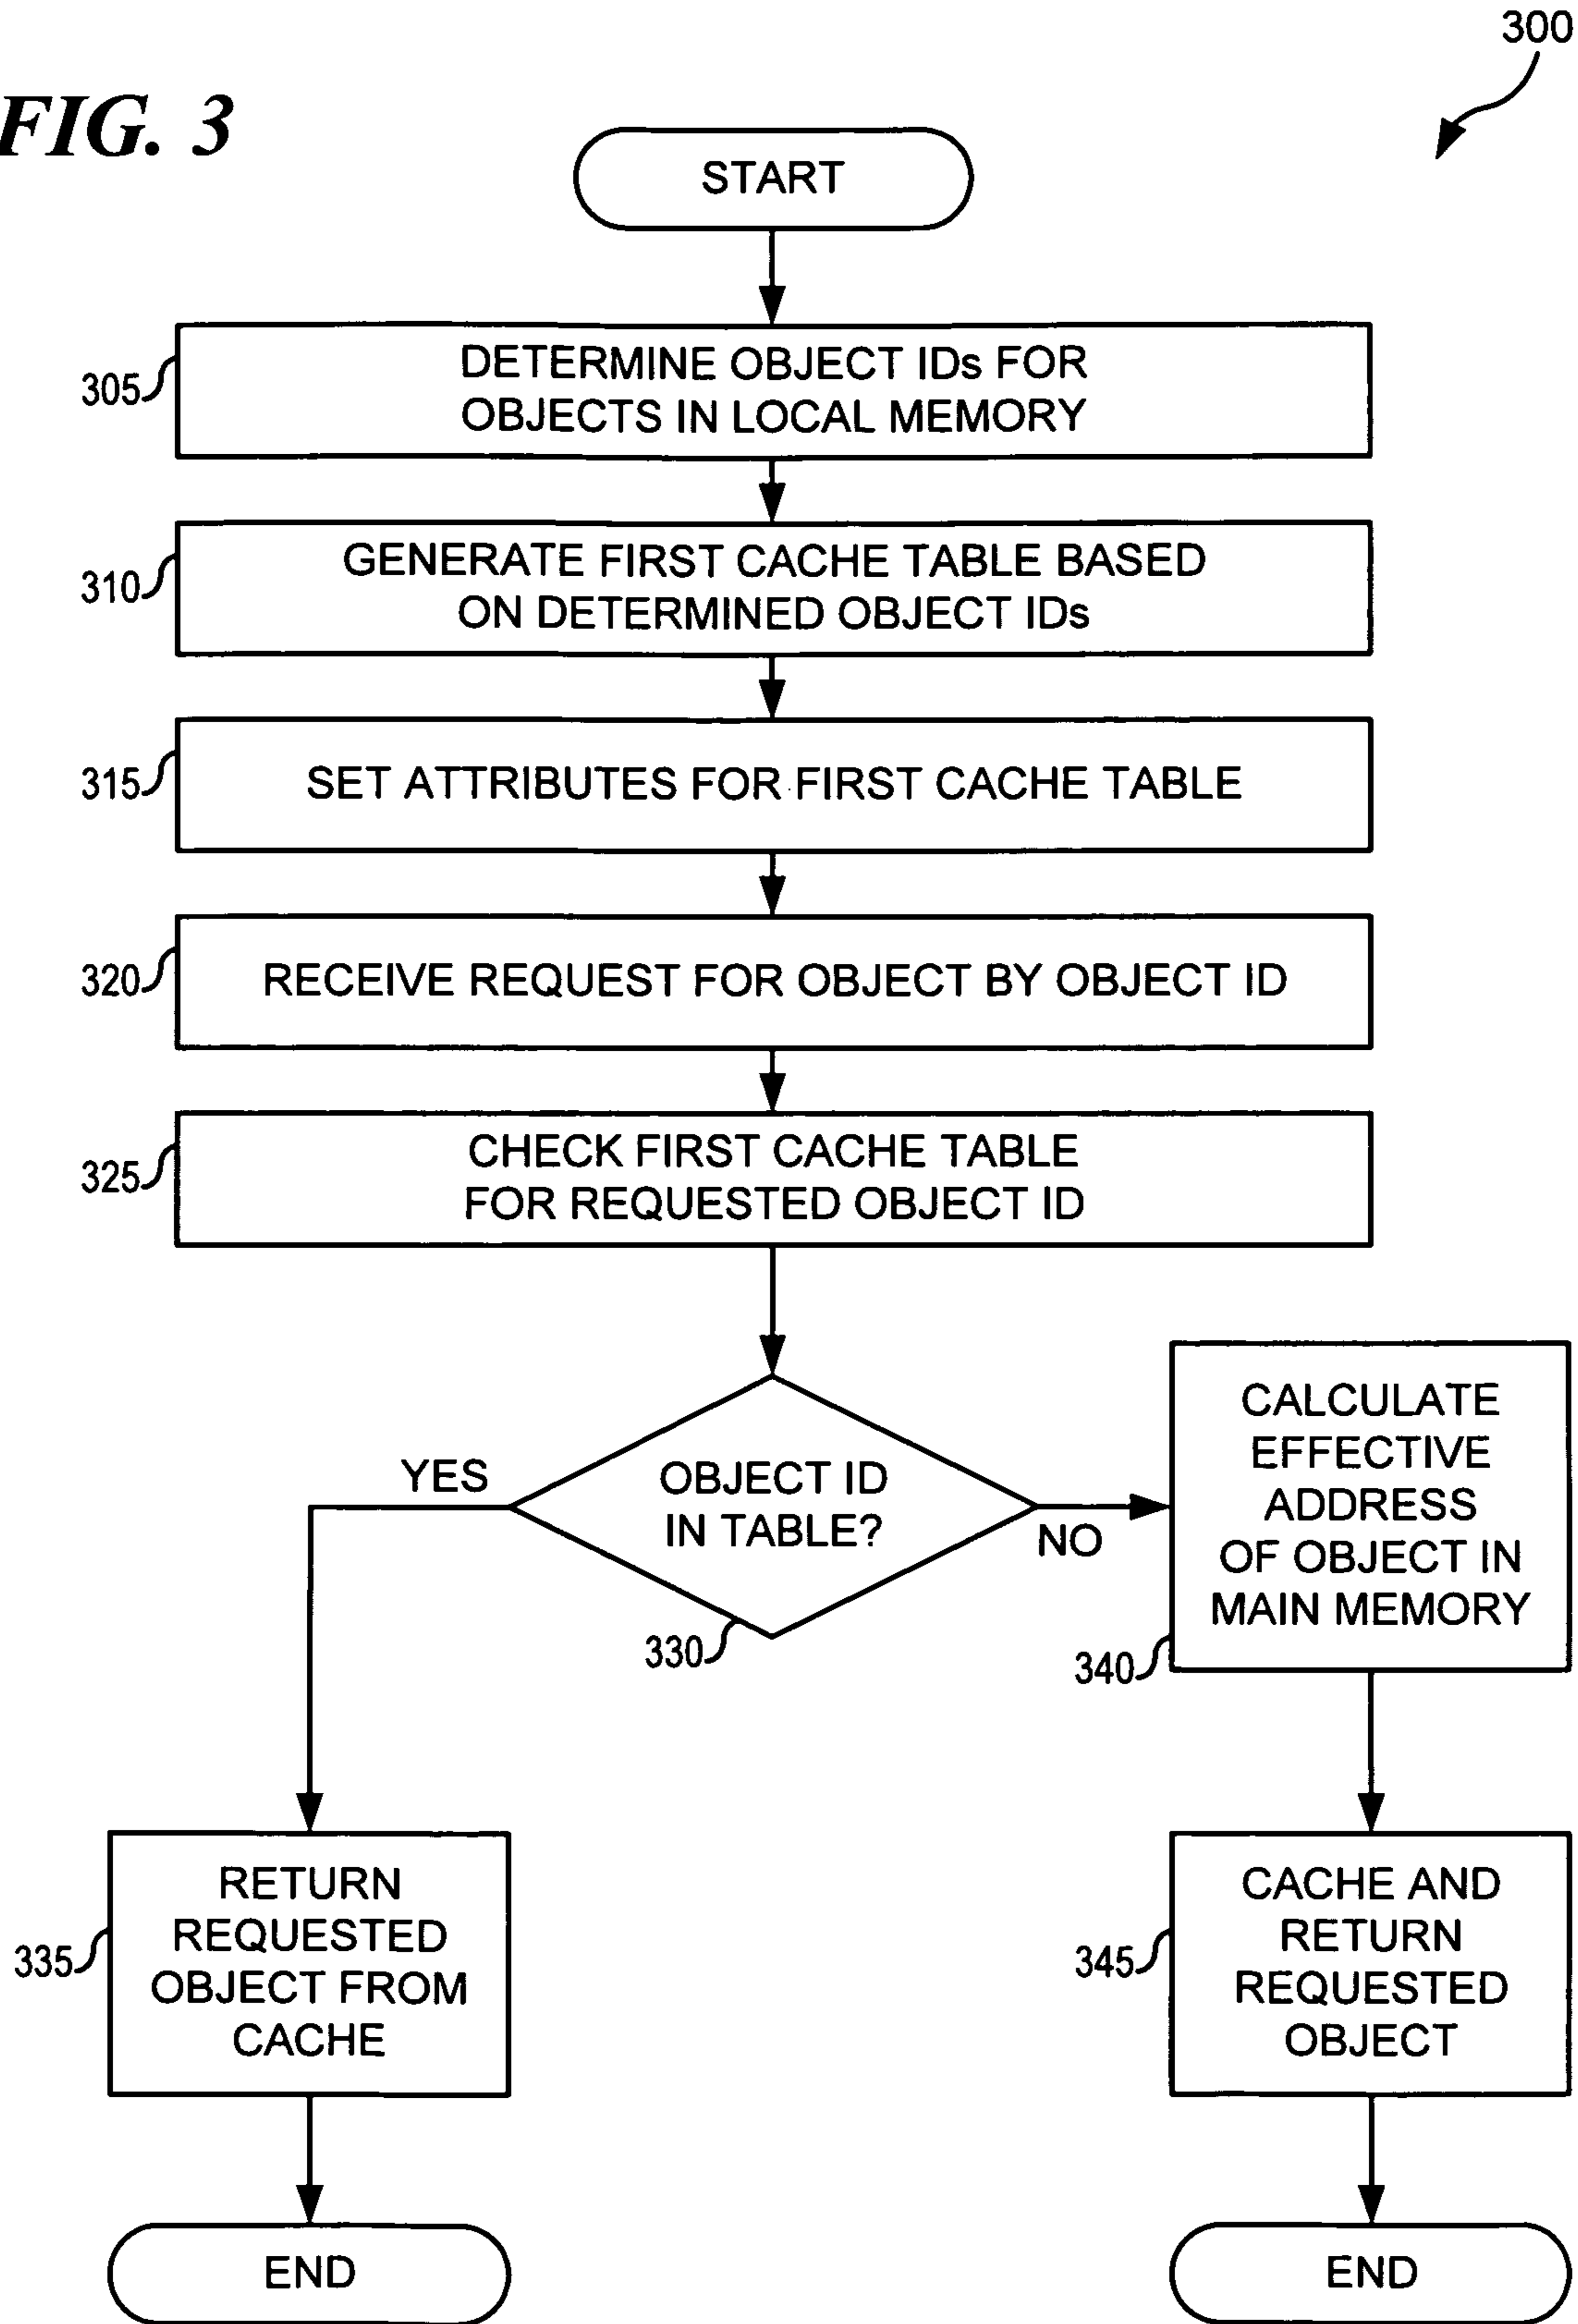 300
FIG. 3
START
305
DETERMINE OBJECT IDs FOR
OBJECTS IN LOCAL MEMORY
310
GENERATE FIRST CACHE TABLE BASED
ON DETERMINED OBJECT IDs
315
SET ATTRIBUTES FOR FIRST CACHE TABLE
320
RECEIVE REQUEST FOR OBJECT BY OBJECT ID
325
CHECK FIRST CACHE TABLE
FOR REQUESTED OBJECT ID
YES
OBJECT ID
IN TABLE?
NO
330
CALCULATE
EFFECTIVE
ADDRESS
OF OBJECT IN
MAIN MEMORY
340
335
RETURN
REQUESTED
OBJECT FROM
CACHE
345
CACHE AND
RETURN
REQUESTED
OBJECT
END
END